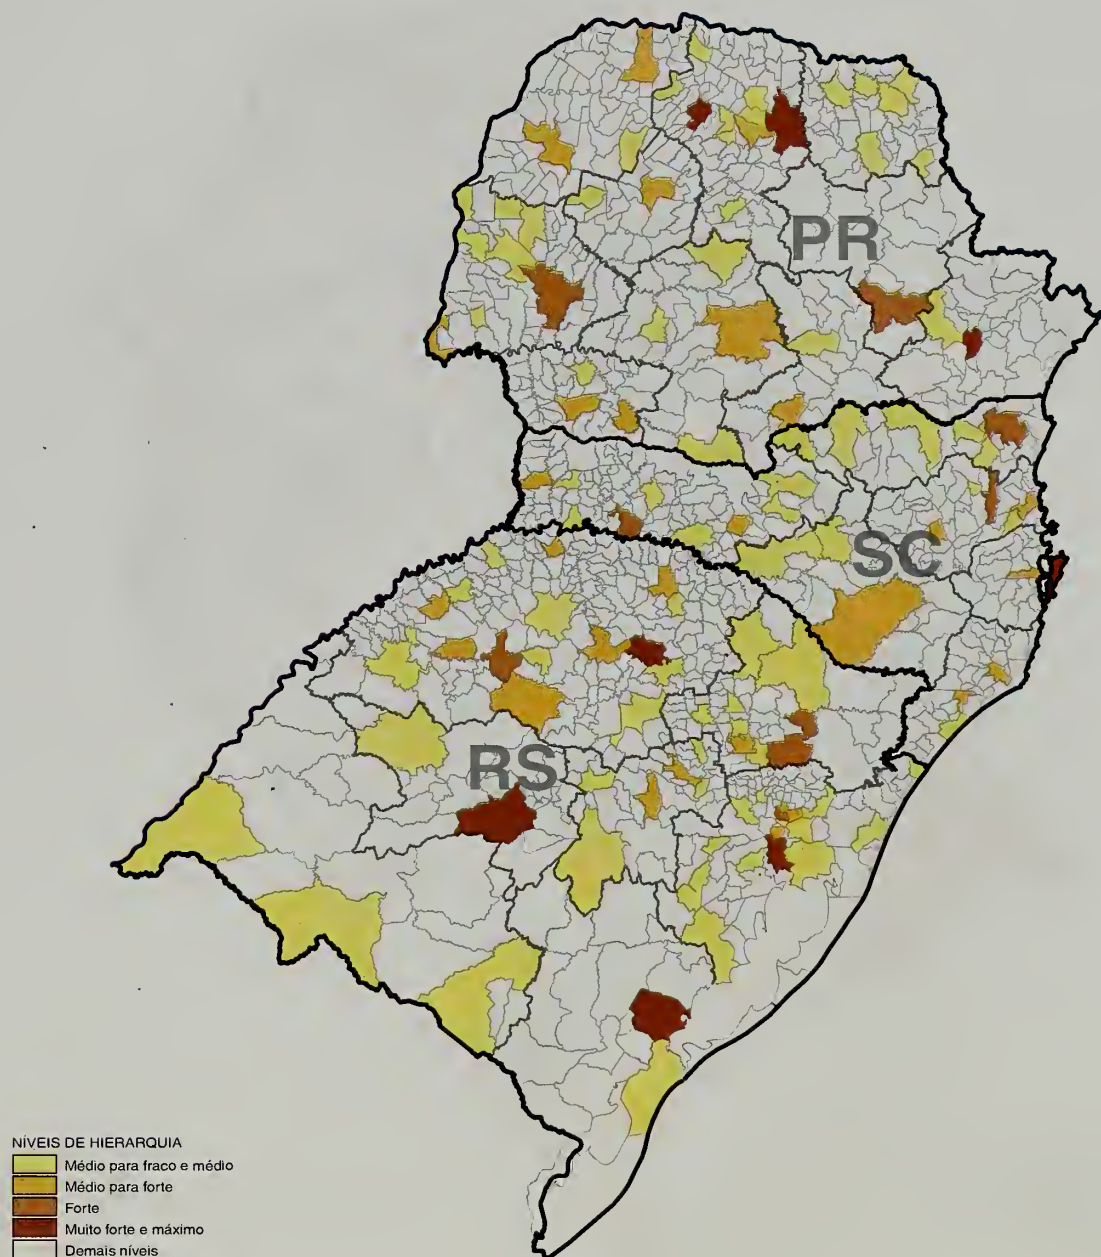 PR
SC
RS
NÍVEIS DE HIERARQUIA
Médio para fraco e médio
Médio para forte
Forte
Muito forte e máximo
Demais níveis